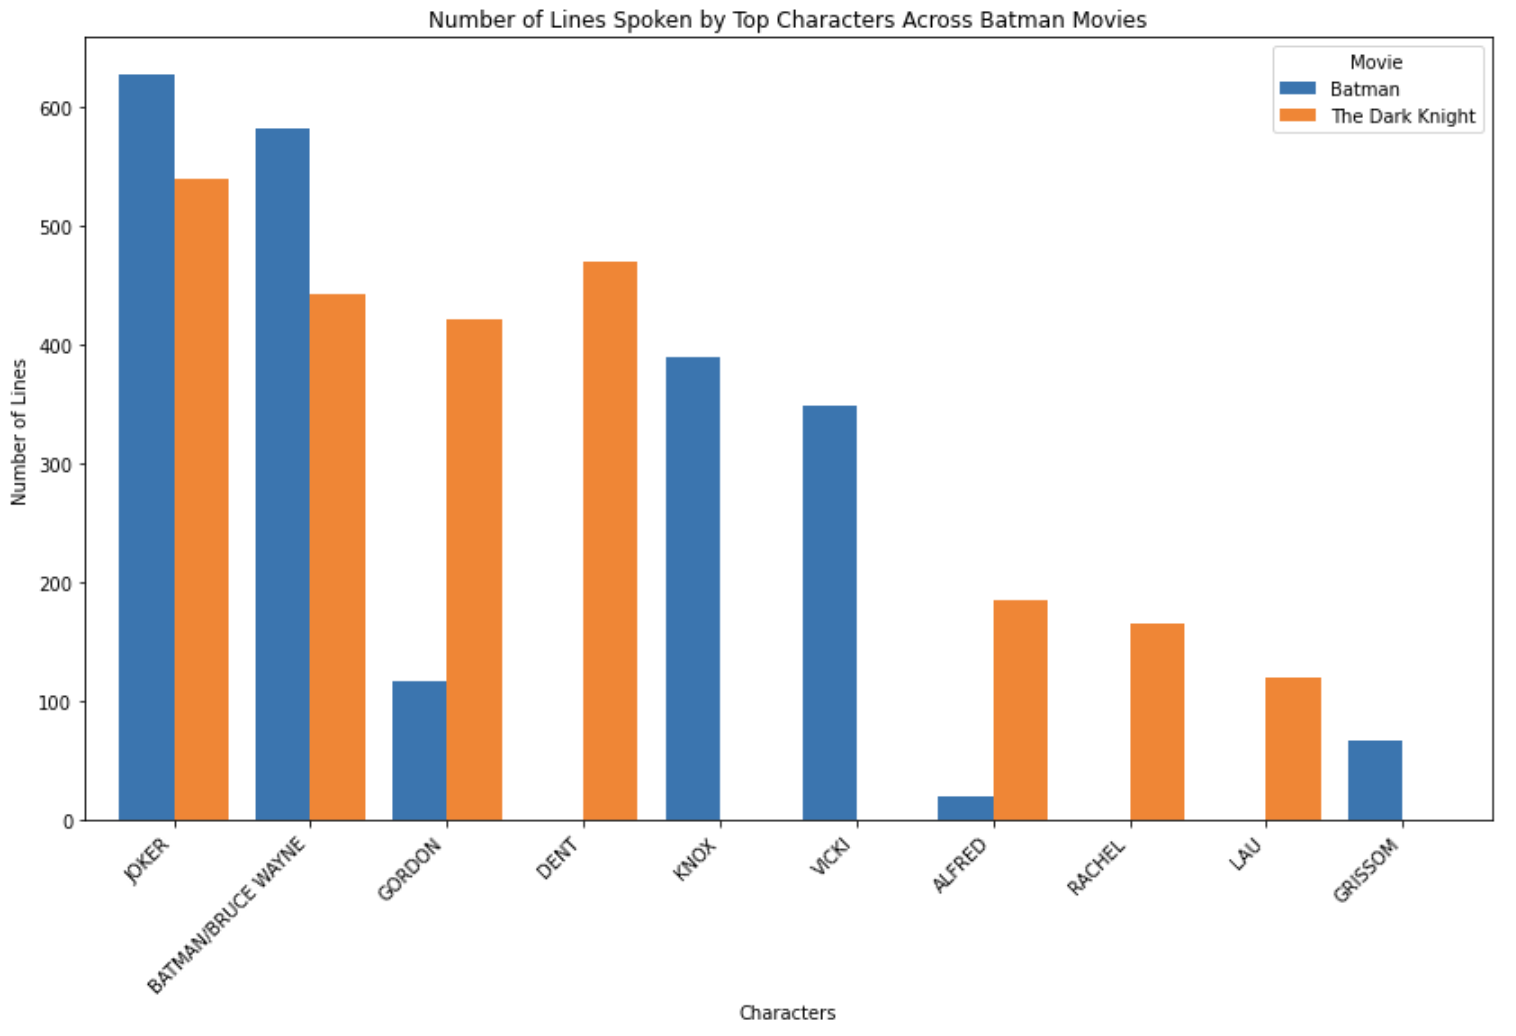 Number of Lines Spoken by Top Characters Across Batman Movies
Movie
Batman
The Dark Knight
Number of Lines
600
500
400
300
200
100
0
JOKER
BATMAN/BRUCE WAYNE
GORDON
DENT
KNOX
VICKI
ALFRED
RACHEL
LAU
GRISSOM
Characters